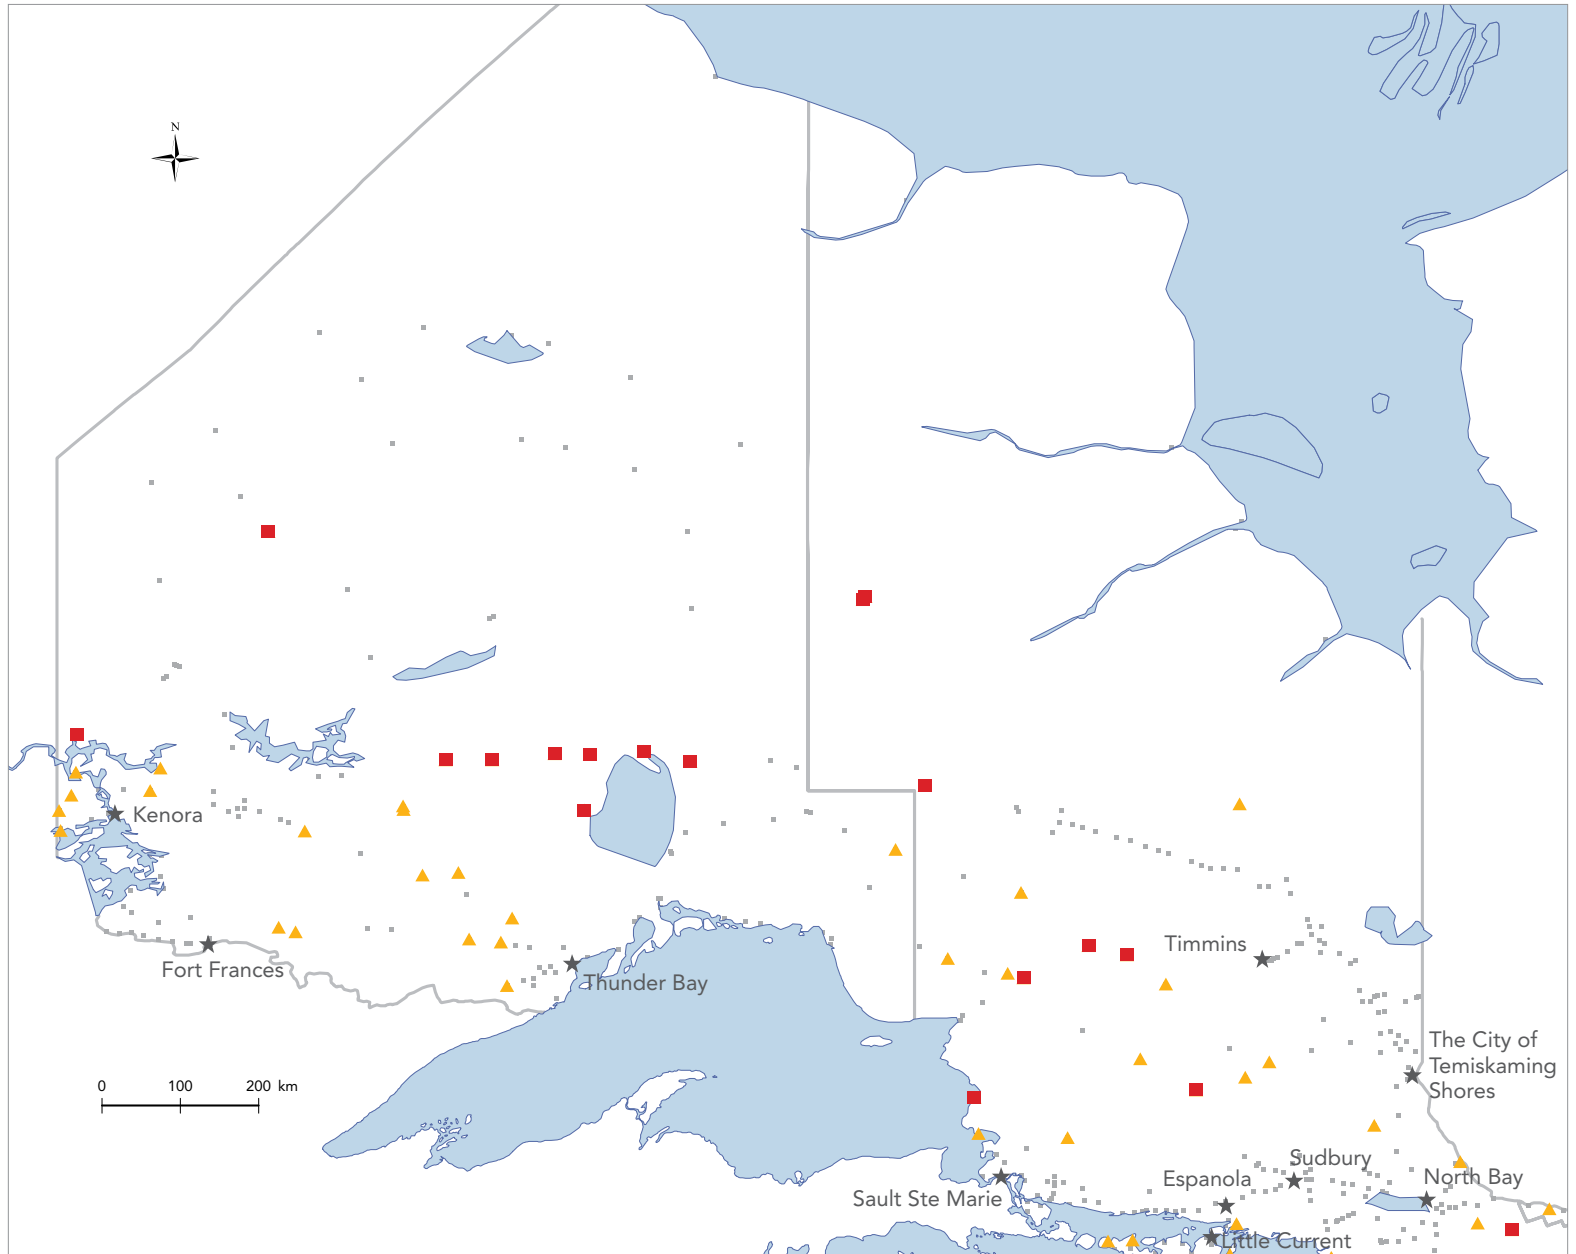 N
Kenora
Fort Frances
Thunder Bay
Timmins
The City of
Temiskaming
Shores
0 100 200 km
Sudbury
Espanola
North Bay
Sault Ste Marie
Little Current